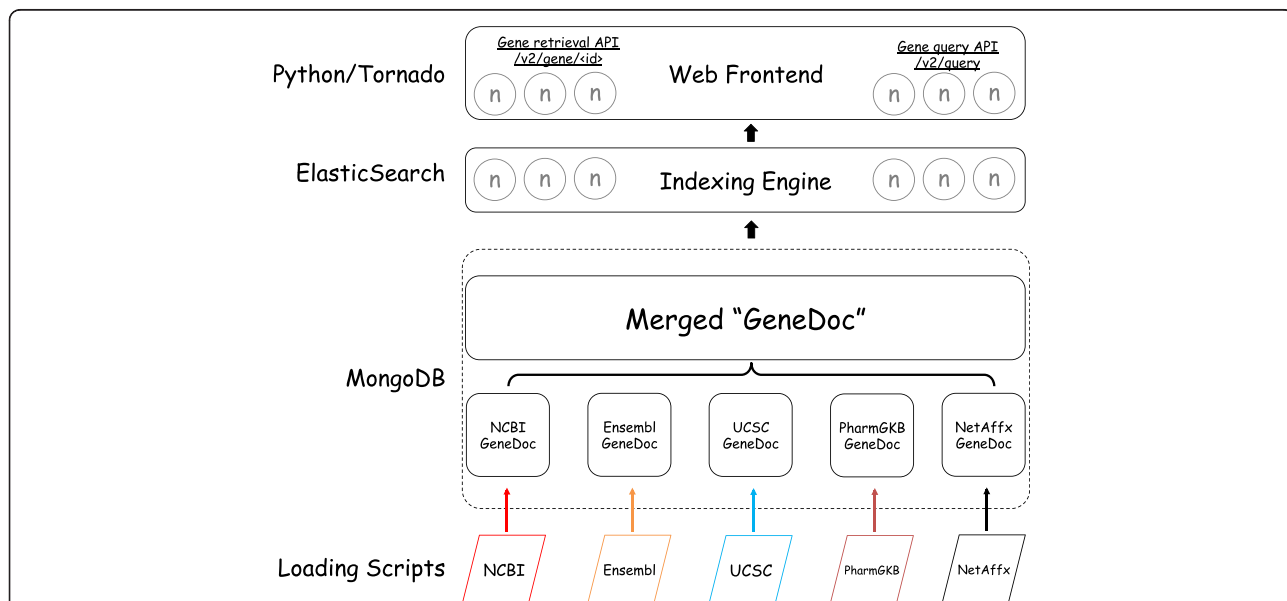 Gene retrieval API
/v2/gene/<id>
Gene query API
/v2/query
Python/Tornado
Web Frontend
n n n n n n
ElasticSearch
n n n
Indexing Engine
n n n
Merged “GeneDoc”
MongoDB
NCBI
GeneDoc
Ensembl
GeneDoc
UCSC
GeneDoc
PharmGKB
GeneDoc
NetAffx
GeneDoc
Loading Scripts
NCBI
Ensembl
UCSC
PharmGKB
NetAffx